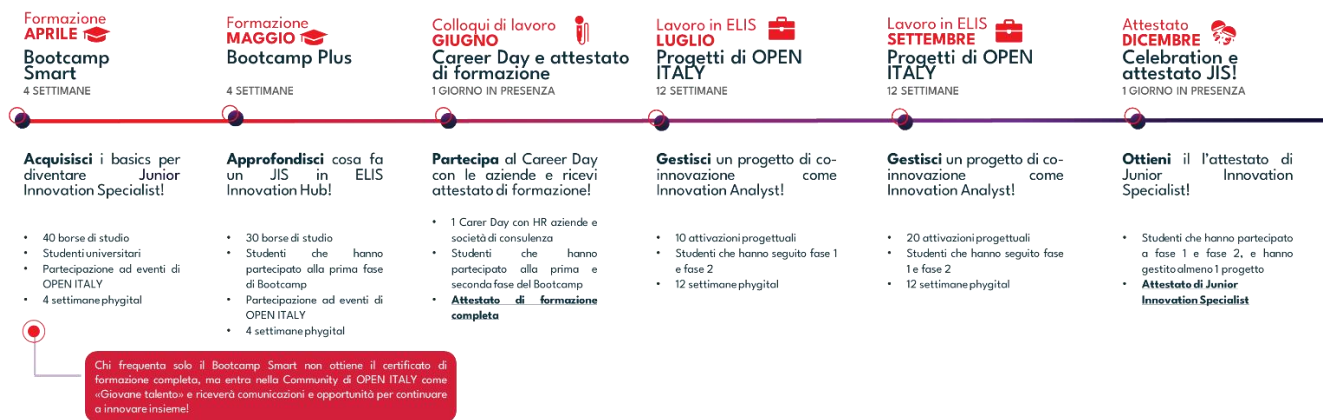 Formazione
APRILE
Bootcamp
Smart
4 SETTIMANE
Acquisisci i basics per
diventare Junior
Innovation Specialist!
• 40 borse di studio
• Studenti universitari
• Partecipazione ad eventi di
OPEN ITALY
• 4 settimane phygital
Formazione
MAGGIO
Bootcamp Plus
4 SETTIMANE
Approfondisci cosa fa
un JIS in ELIS
Innovation Hub!
• 30 borse di studio
• Studenti che hanno
partecipato alla prima fase
di Bootcamp
• Partecipazione ad eventi di
OPEN ITALY
• 4 settimane phygital
Colloqui di lavoro
GIUGNO
Career Day e attestato
di formazione
1 GIORNO IN PRESENZA
Partecipa al Career Day
con le aziende e ricevi
attestato di formazione!
• 1 Carer Day con HR aziende e
società di consulenza
• Studenti che hanno
partecipato alla prima e
seconda fase del Bootcamp
• Attestato di formazione
completa
Lavoro in ELIS
LUGLIO
Progetti di OPEN
ITALY
12 SETTIMANE
Gestisci un progetto di co-
innovazione come
Innovation Analyst!
• 10 attivazioni progettuali
• Studenti che hanno seguito fase 1
e fase 2
• 12 settimane phygital
Lavoro in ELIS
SETTEMBRE
Progetti di OPEN
ITALY
12 SETTIMANE
Gestisci un progetto di co-
innovazione come
Innovation Analyst!
• 20 attivazioni progettuali
• Studenti che hanno seguito fase
1 e fase 2
• 12 settimane phygital
Attestato
DICEMBRE
Celebration e
attestato JIS!
1 GIORNO IN PRESENZA
Ottieni il l'attestato di
Junior Innovation
Specialist!
• Studenti che hanno partecipato
a fase 1 e fase 2, e hanno
gestito almeno 1 progetto
• Attestato di Junior
Innovation Specialist
Chi frequenta solo il Bootcamp Smart non ottiene il certificato di
formazione completa, ma entra nella Community di OPEN ITALY come
«Giovane talento» e riceverà comunicazioni e opportunità per continuare
a innovare insieme!